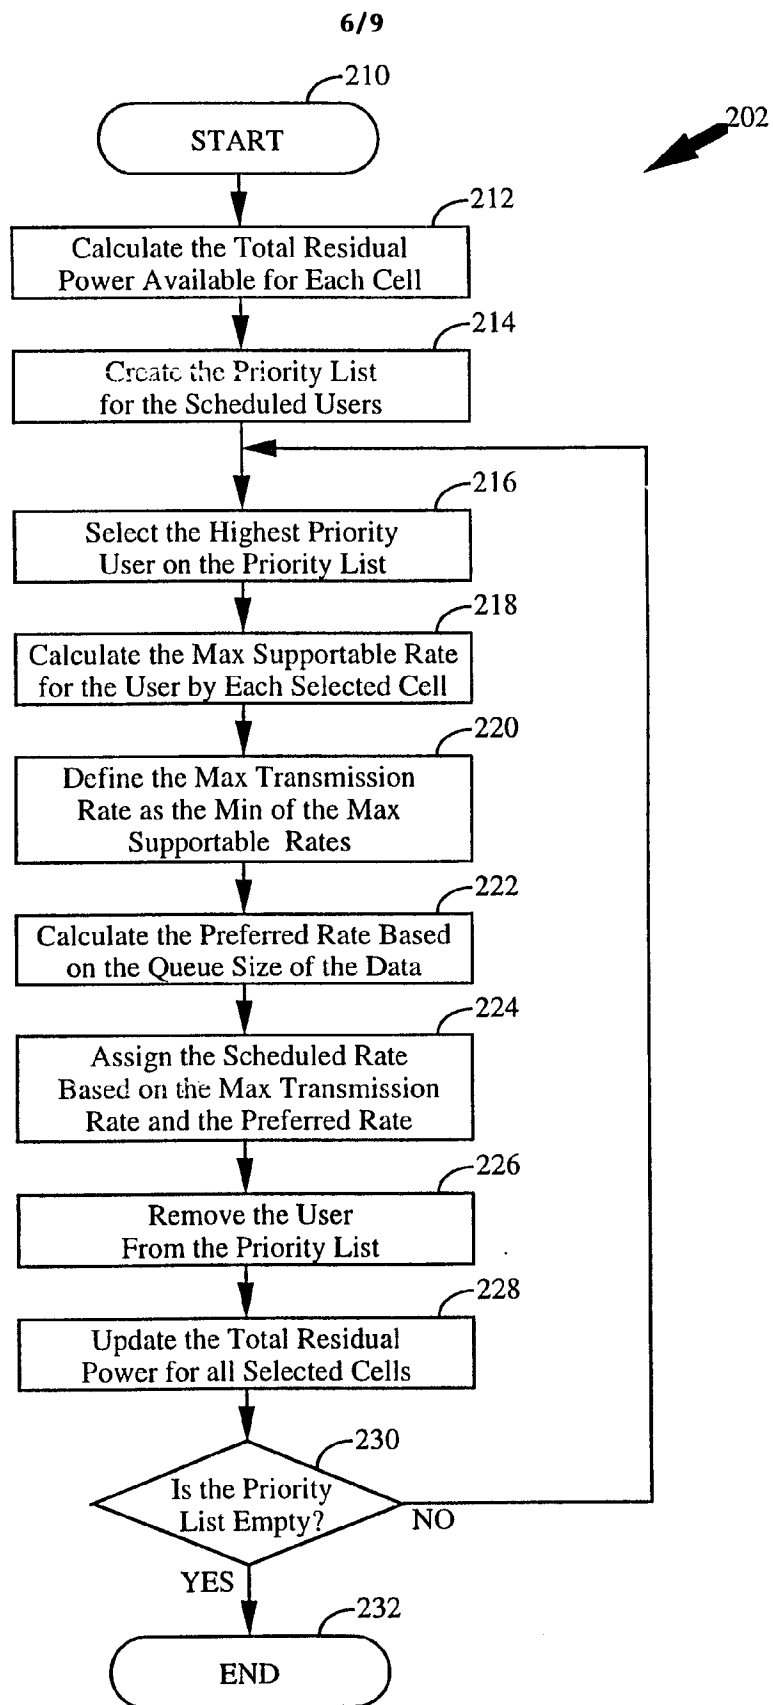 6/9
210
START
202
212
Calculate the Total Residual
Power Available for Each Cell
214
Create the Priority List
for the Scheduled Users
216
Select the Highest Priority
User on the Priority List
218
Calculate the Max Supportable Rate
for the User by Each Selected Cell
220
Define the Max Transmission
Rate as the Min of the Max
Supportable Rates
222
Calculate the Preferred Rate Based
on the Queue Size of the Data
224
Assign the Scheduled Rate
Based on the Max Transmission
Rate and the Preferred Rate
226
Remove the User
From the Priority List
228
Update the Total Residual
Power for all Selected Cells
230
Is the Priority
List Empty?
NO
YES
232
END